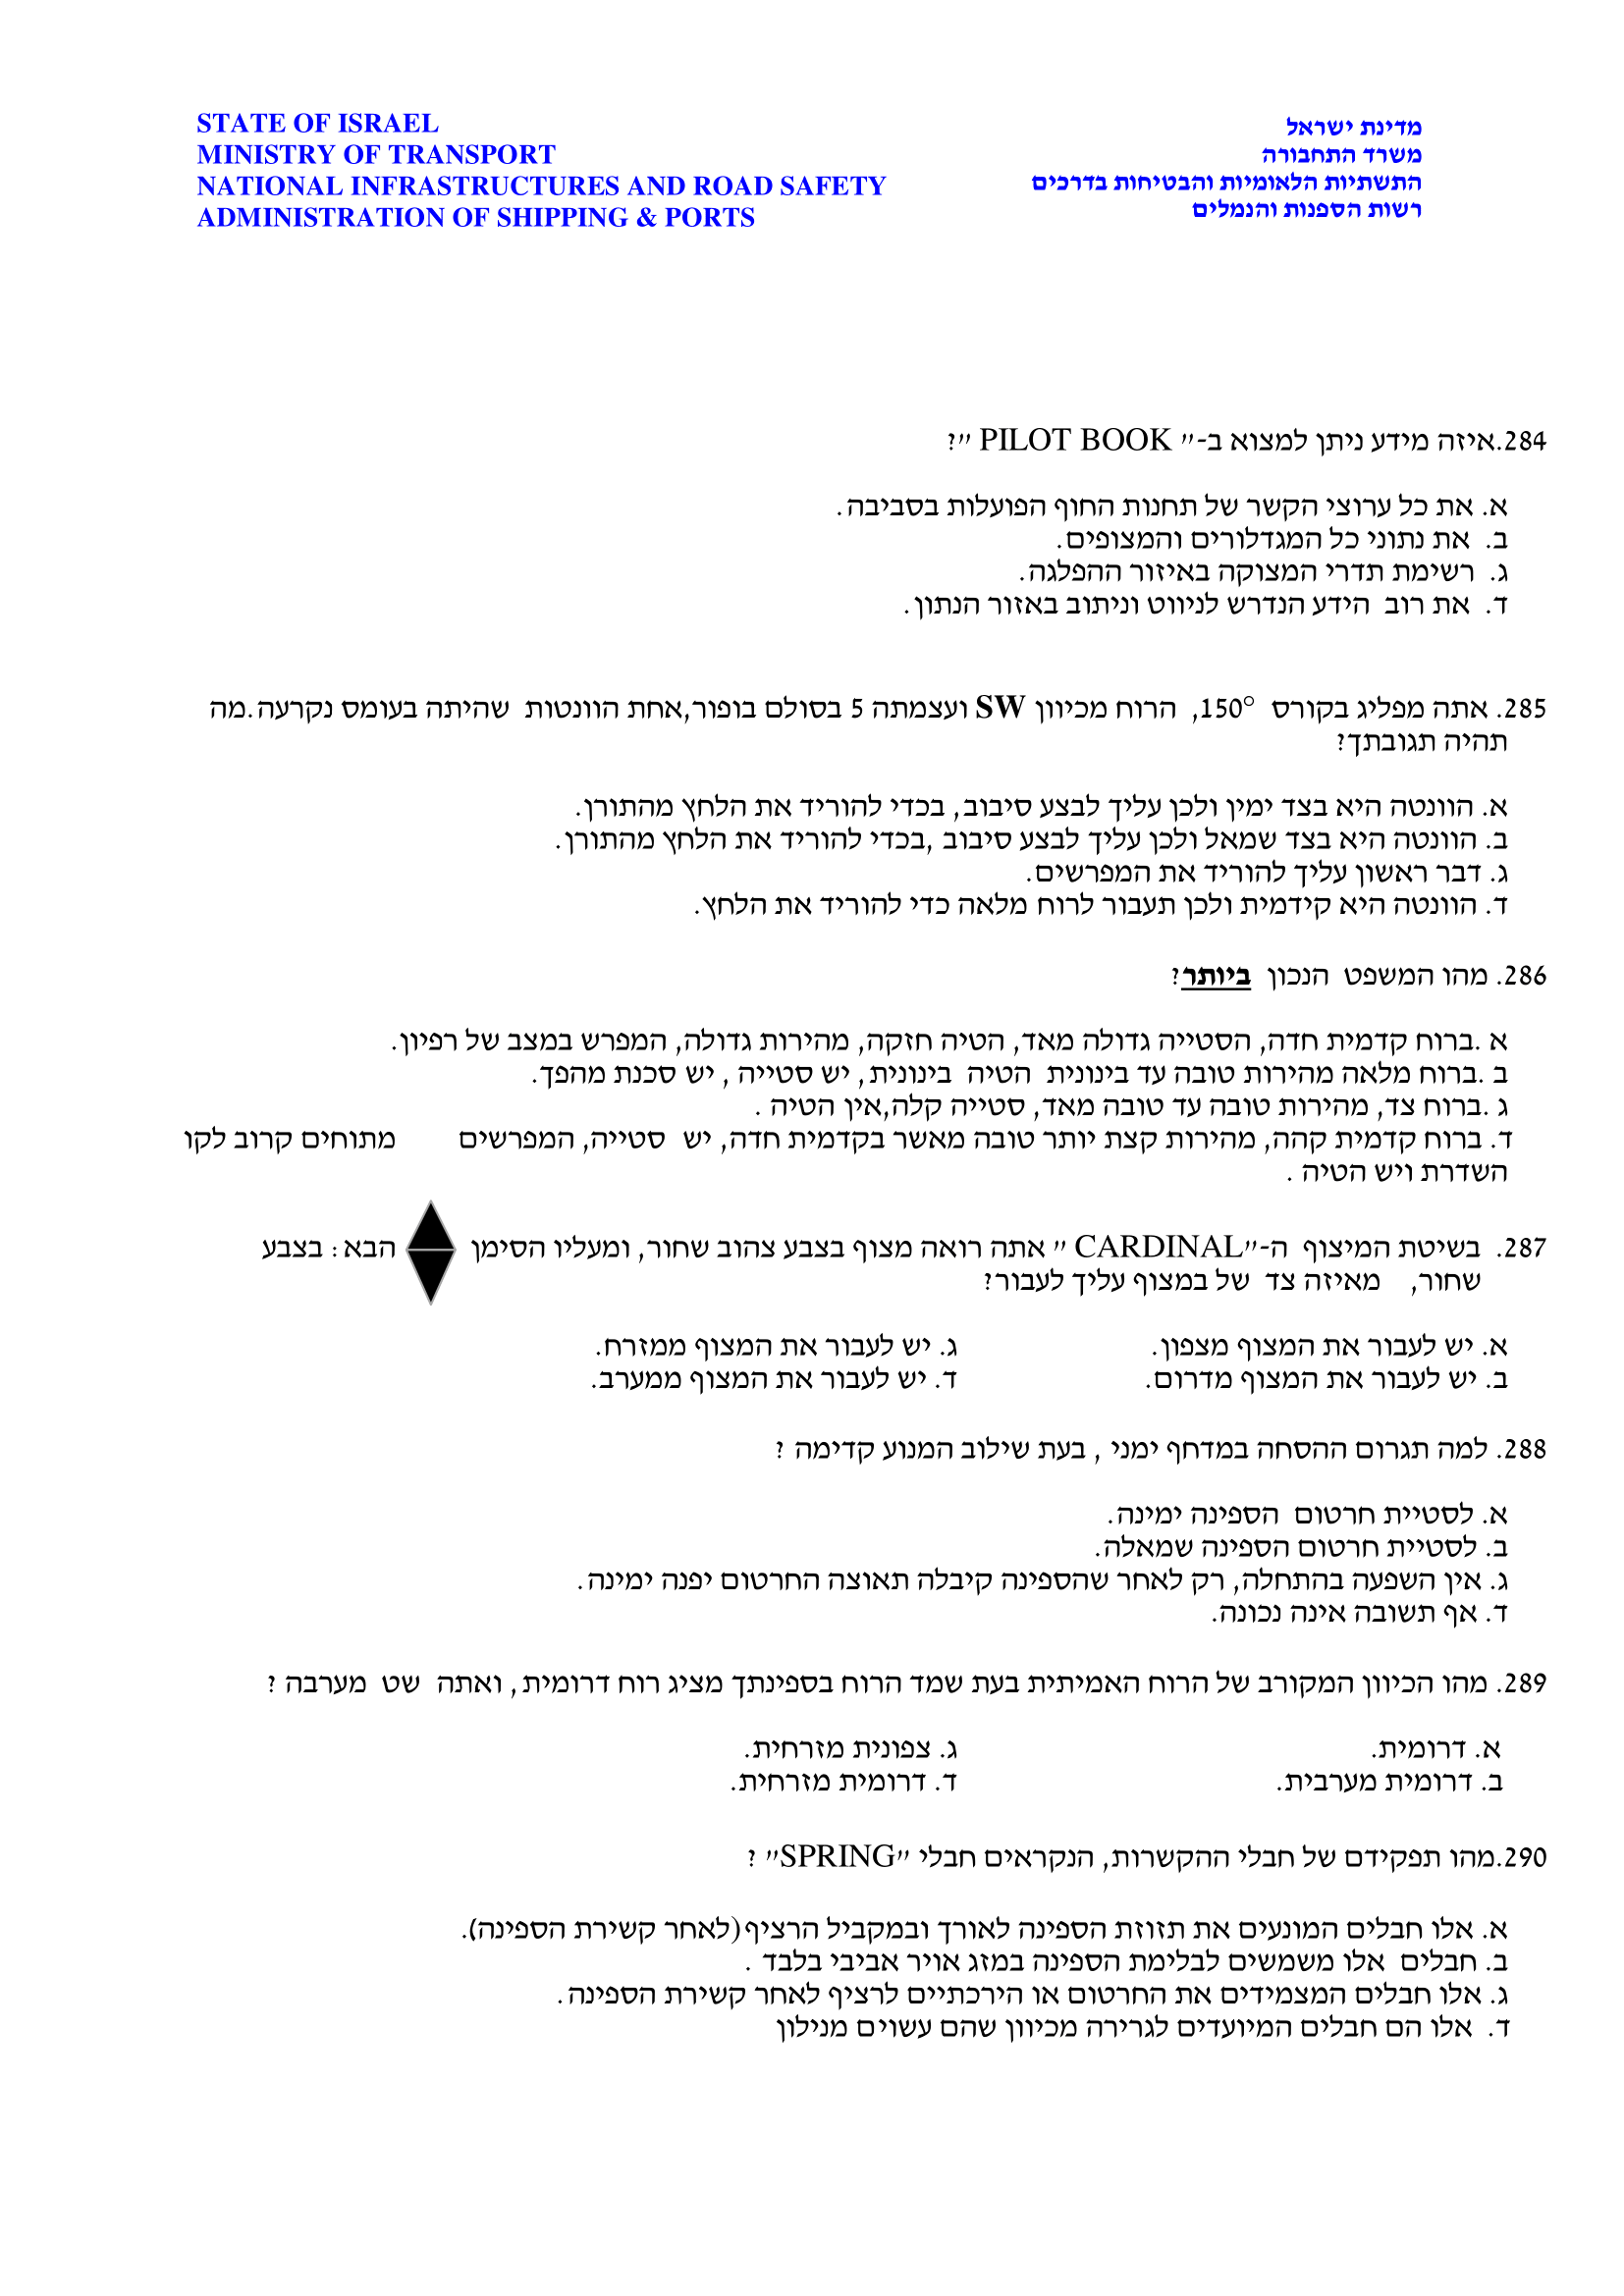 STATE OF ISRAEL
MINISTRY OF TRANSPORT
NATIONAL INFRASTRUCTURES AND ROAD SAFETY
ADMINISTRATION OF SHIPPING & PORTS
מדינת ישראל
משרד התחבורה
התשתיות הלאומיות והבטיחות בדרכים
רשות הספנות והנמלים
284.איזה מידע ניתן למצוא ב-" PILOT BOOK "?
א. את כל ערוצי הקשר של תחנות החוף הפועלות בסביבה.
ב. את נתוני כל המגדלורים והמצופים.
ג. רשימת תדרי המצוקה באיזור ההפלגה.
ד. את רוב הידע הנדרש לניווט וניתוב באזור הנתון.
285. אתה מפליג בקורס 150°, הרוח מכיוון SW ועצמתה 5 בסולם בופור,אחת הוונטות שהיתה בעומס נקרעה.מה
תהיה תגובתך?
א. הוונטה היא בצד ימין ולכן עליך לבצע סיבוב, בכדי להוריד את הלחץ מהתורן.
ב. הוונטה היא בצד שמאל ולכן עליך לבצע סיבוב ,בכדי להוריד את הלחץ מהתורן.
ג. דבר ראשון עליך להוריד את המפרשים.
ד. הוונטה היא קידמית ולכן תעבור לרוח מלאה כדי להוריד את הלחץ.
286. מהו המשפט הנכון ביותר?
א .ברוח קדמית חדה, הסטייה גדולה מאד, הטיה חזקה, מהירות גדולה, המפרש במצב של רפיון.
ב .ברוח מלאה מהירות טובה עד בינונית הטיה בינונית, יש סטייה , יש סכנת מהפך.
ג .ברוח צד, מהירות טובה עד טובה מאד, סטייה קלה,אין הטיה .
ד. ברוח קדמית קהה, מהירות קצת יותר טובה מאשר בקדמית חדה, יש סטייה, המפרשים מתוחים קרוב לקו
השדרת ויש הטיה .
287. בשיטת המיצוף ה-"CARDINAL " אתה רואה מצוף בצבע צהוב שחור, ומעליו הסימן הבא: בצבע
שחור, מאיזה צד של במצוף עליך לעבור?
א. יש לעבור את המצוף מצפון. ג. יש לעבור את המצוף ממזרח.
ב. יש לעבור את המצוף מדרום. ד. יש לעבור את המצוף ממערב.
288. למה תגרום ההסחה במדחף ימני , בעת שילוב המנוע קדימה ?
א. לסטיית חרטום הספינה ימינה.
ב. לסטיית חרטום הספינה שמאלה.
ג. אין השפעה בהתחלה, רק לאחר שהספינה קיבלה תאוצה החרטום יפנה ימינה.
ד. אף תשובה אינה נכונה.
289. מהו הכיוון המקורב של הרוח האמיתית בעת שמד הרוח בספינתך מציג רוח דרומית, ואתה שט מערבה ?
א. דרומית. ג. צפונית מזרחית.
ב. דרומית מערבית. ד. דרומית מזרחית.
290.מהו תפקידם של חבלי ההקשרות, הנקראים חבלי "SPRING" ?
א. אלו חבלים המונעים את תזוזת הספינה לאורך ובמקביל הרציף(לאחר קשירת הספינה).
ב. חבלים אלו משמשים לבלימת הספינה במזג אויר אביבי בלבד .
ג. אלו חבלים המצמידים את החרטום או הירכתיים לרציף לאחר קשירת הספינה.
ד. אלו הם חבלים המיועדים לגרירה מכיוון שהם עשוים מנילון